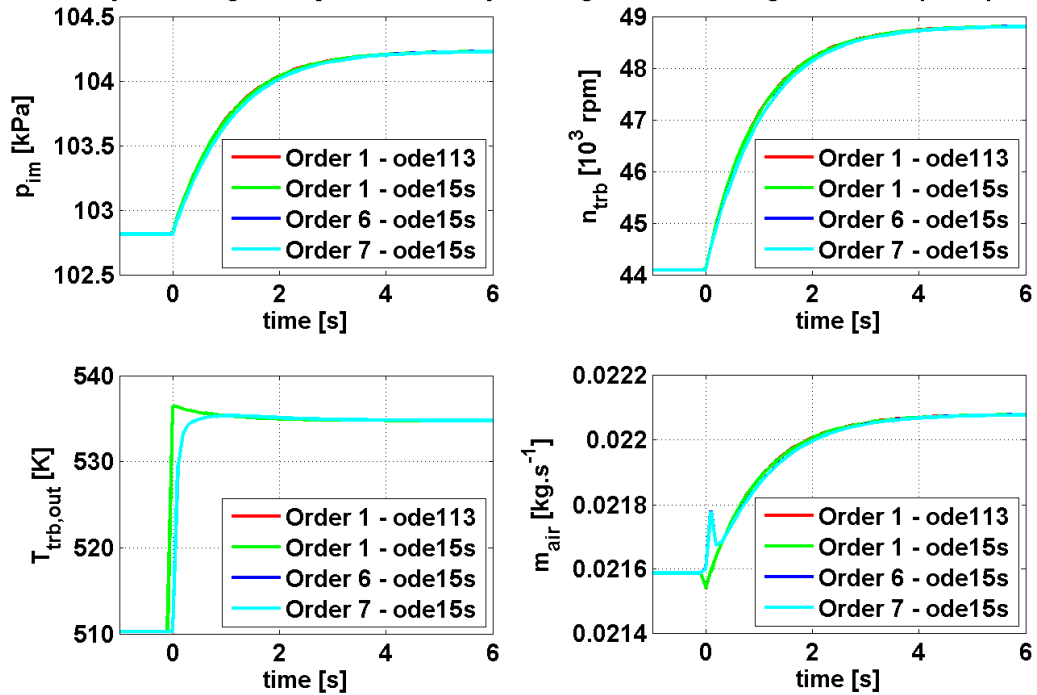 104.5
104
103.5
103
102.5
p_im [kPa]
Order 1 - ode113
Order 1 - ode15s
Order 6 - ode15s
Order 7 - ode15s
0 2 4 6
time [s]
49
48
47
46
45
44
n_trb [10^3 rpm]
Order 1 - ode113
Order 1 - ode15s
Order 6 - ode15s
Order 7 - ode15s
0 2 4 6
time [s]
540
530
520
510
T_trb,out [K]
Order 1 - ode113
Order 1 - ode15s
Order 6 - ode15s
Order 7 - ode15s
0 2 4 6
time [s]
0.0222
0.022
0.0218
0.0216
0.0214
m_air [kg.s^-1]
Order 1 - ode113
Order 1 - ode15s
Order 6 - ode15s
Order 7 - ode15s
0 2 4 6
time [s]